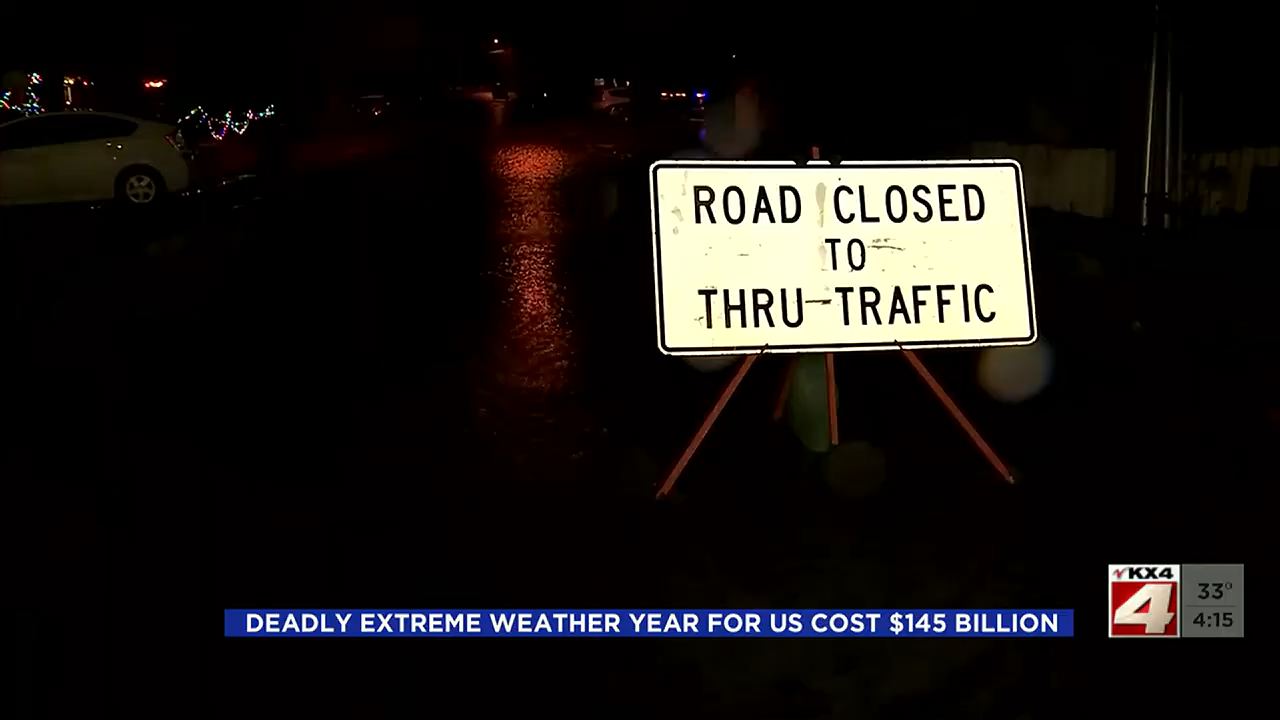 ROAD CLOSED
TO
THRU-TRAFFIC
KX4
4
33°
4:15
DEADLY EXTREME WEATHER YEAR FOR US COST $145 BILLION